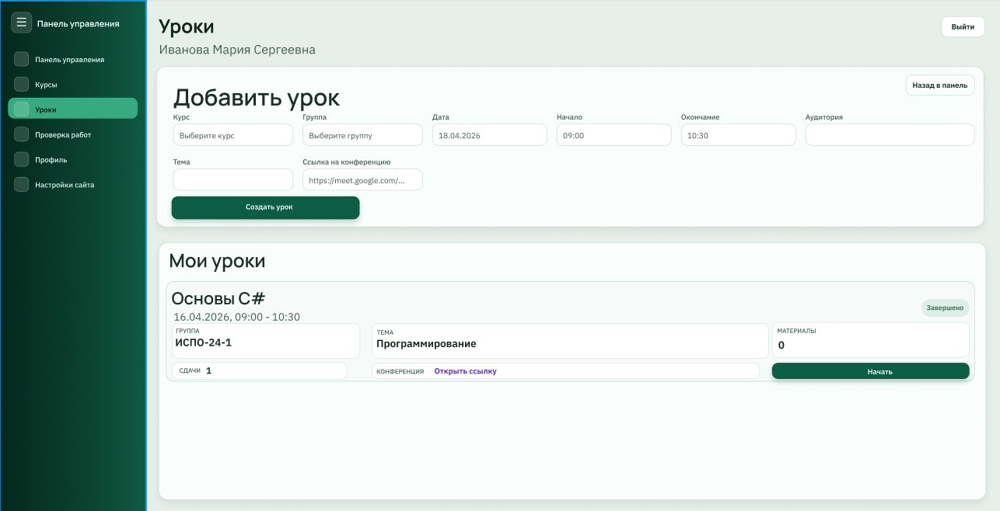 Панель управления
Панель управления
Курсы
Уроки
Проверка работ
Профиль
Настройки сайта
Уроки
Иванова Мария Сергеевна
Выйти
Добавить урок
Назад в панель
Курс Группа Дата Начало Окончание Аудитория
Выберите курс Выберите группу 18.04.2026 09:00 10:30
Тема Ссылка на конференцию
https://meet.google.com/...
Создать урок
Мои уроки
Основы C#
16.04.2026, 09:00 - 10:30
Завершено
ГРУППА ТЕМА МАТЕРИАЛЫ
ИСПО-24-1 Программирование 0
СДАЧИ 1 КОНФЕРЕНЦИЯ Открыть ссылку Начать